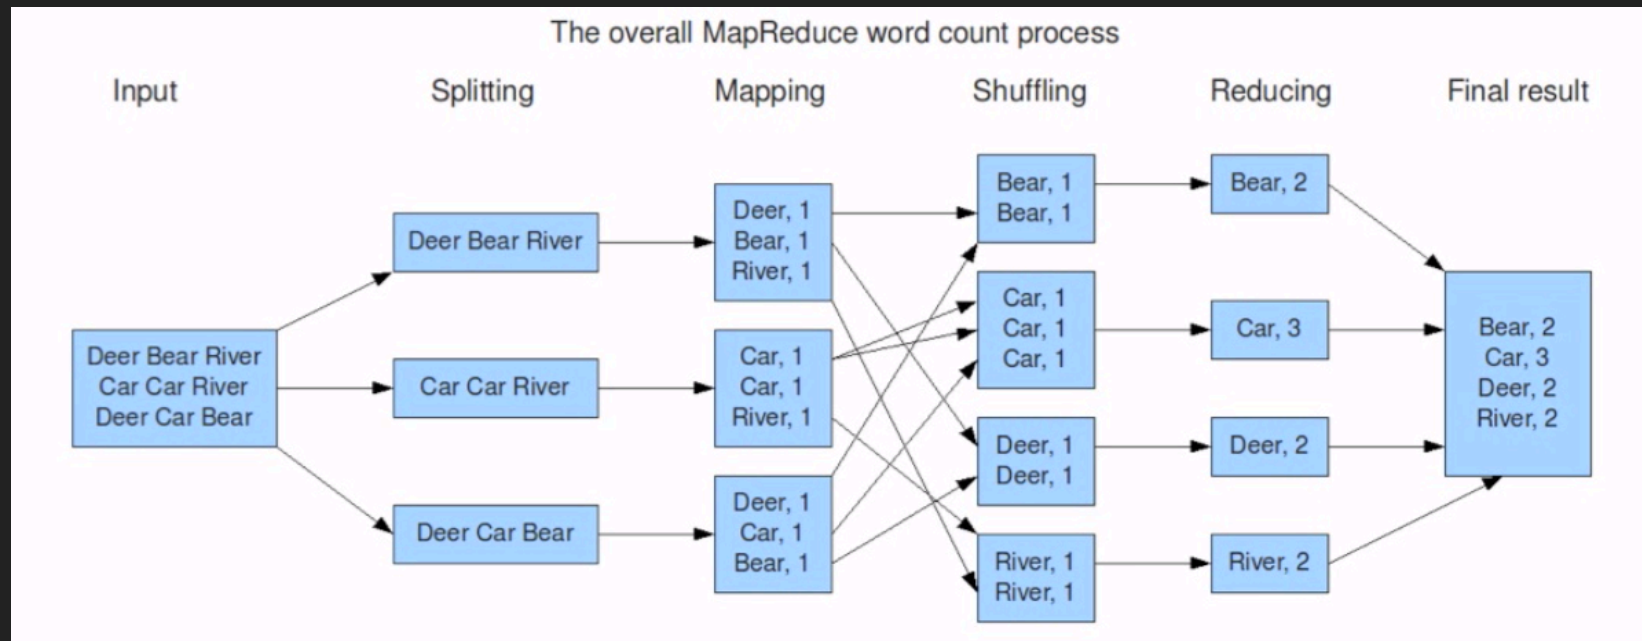 The overall MapReduce word count process
Input
Splitting
Mapping
Shuffling
Reducing
Final result
Deer Bear River
Car Car River
Deer Car Bear
Deer Bear River
Car Car River
Deer Car Bear
Deer, 1
Bear, 1
River, 1
Car, 1
Car, 1
River, 1
Deer, 1
Car, 1
Bear, 1
Bear, 1
Bear, 1
Car, 1
Car, 1
Car, 1
Deer, 1
Deer, 1
River, 1
River, 1
Bear, 2
Car, 3
Deer, 2
River, 2
Bear, 2
Car, 3
Deer, 2
River, 2